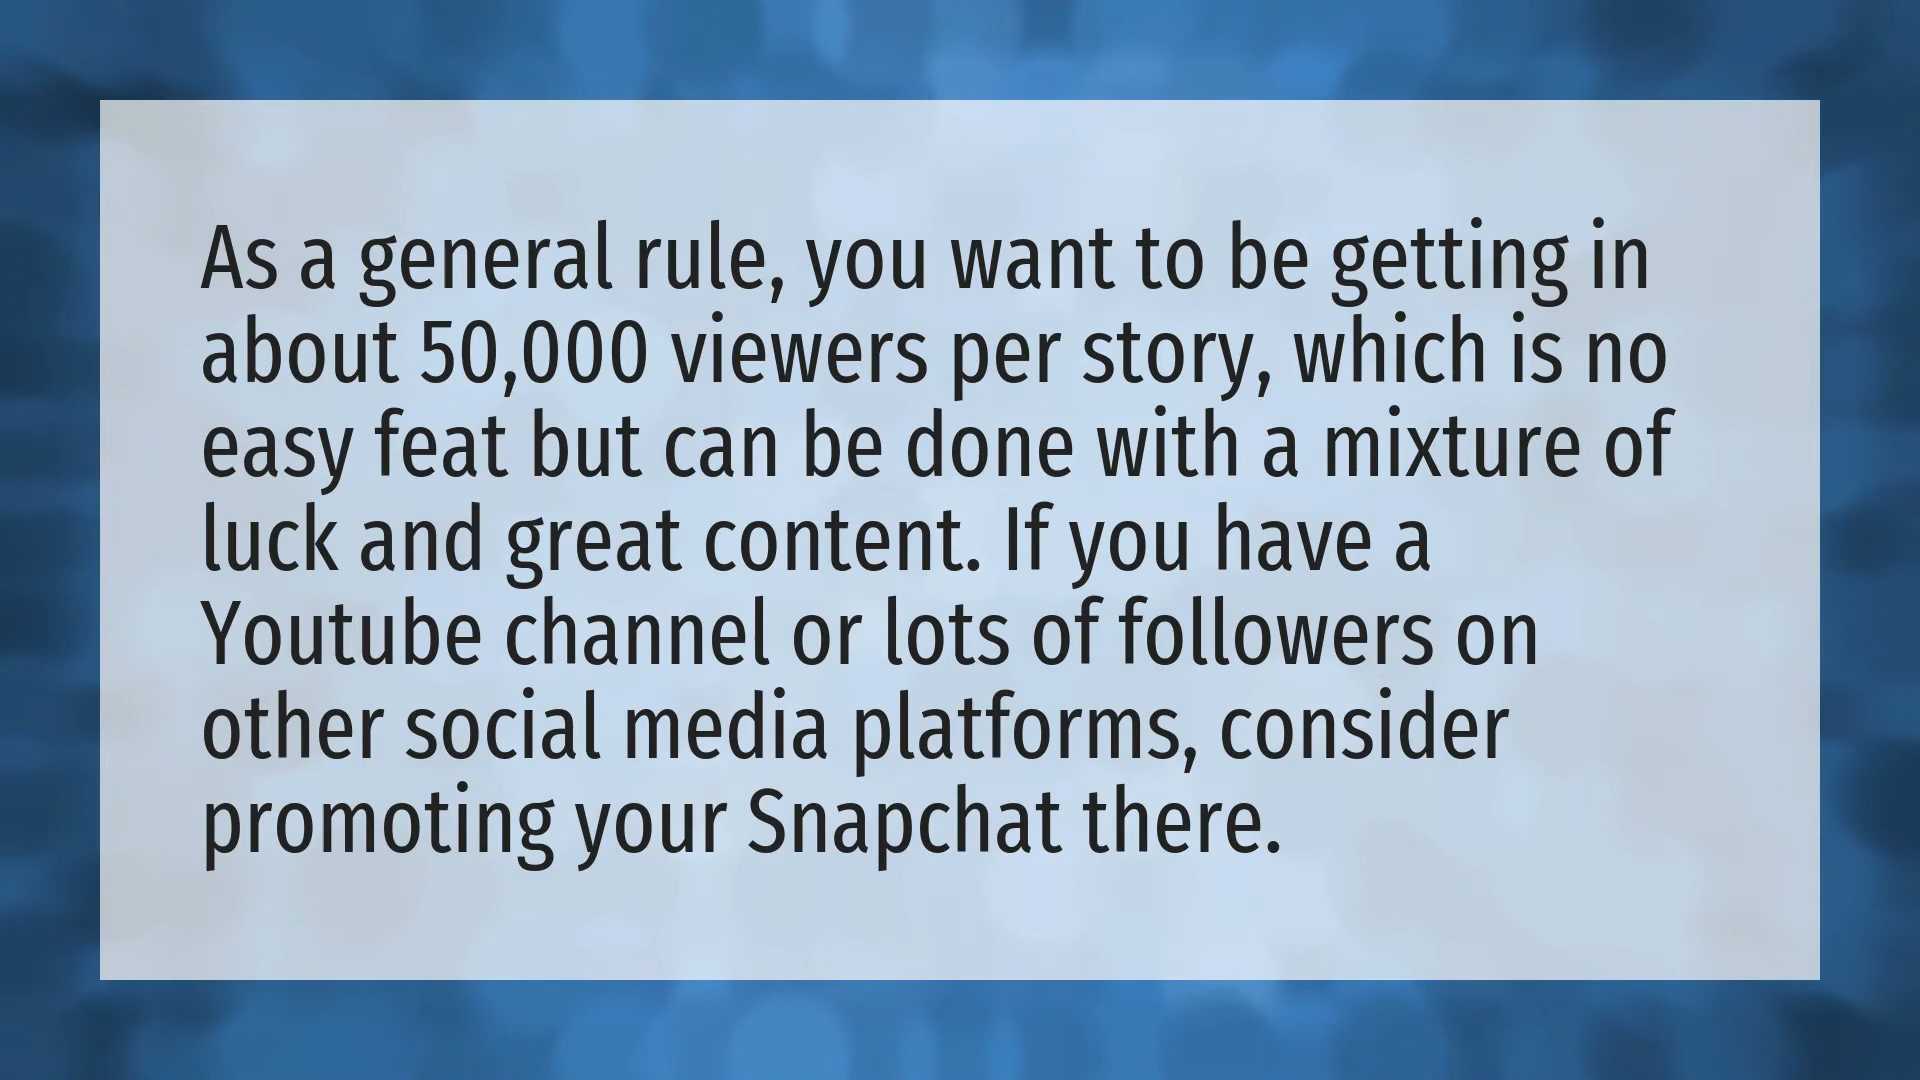 As a general rule, you want to be getting in
about 50,000 viewers per story, which is no
easy feat but can be done with a mixture of
luck and great content. If you have a
Youtube channel or lots of followers on
other social media platforms, consider
promoting your Snapchat there.